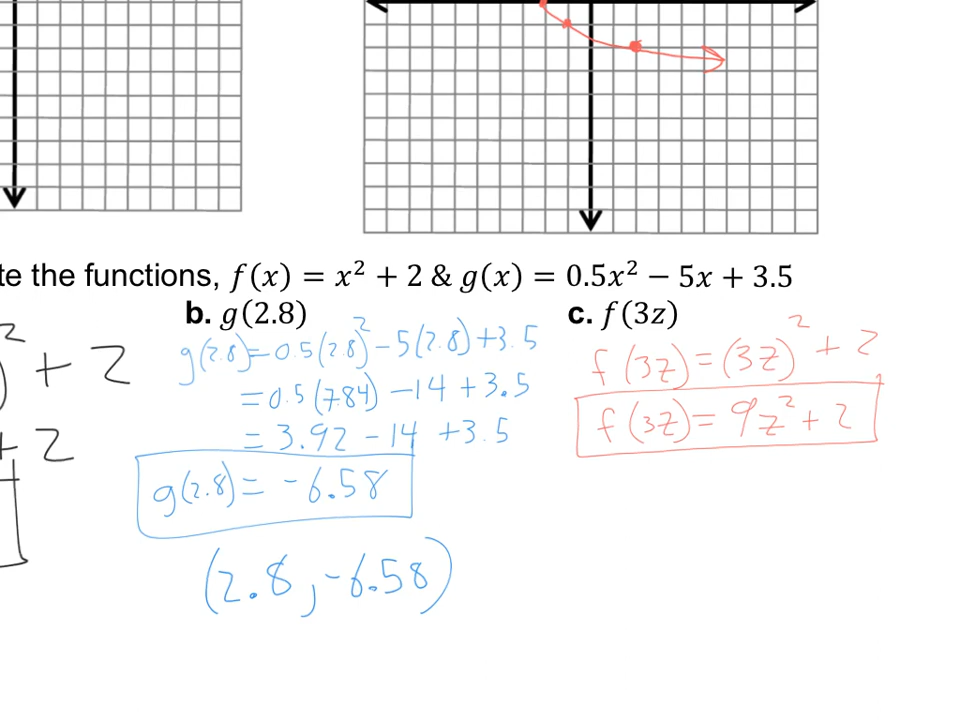 te the functions, f(x) = x² + 2 & g(x) = 0.5x² − 5x + 3.5
b. g(2.8)
c. f(3z)
)² + 2
+ 2
g(2.8) = 0.5(2.8)² − 5(2.8) + 3.5
= 0.5(7.84) − 14 + 3.5
= 3.92 − 14 + 3.5
g(2.8) = −6.58
(2.8, −6.58)
f(3z) = (3z)² + 2
f(3z) = 9z² + 2